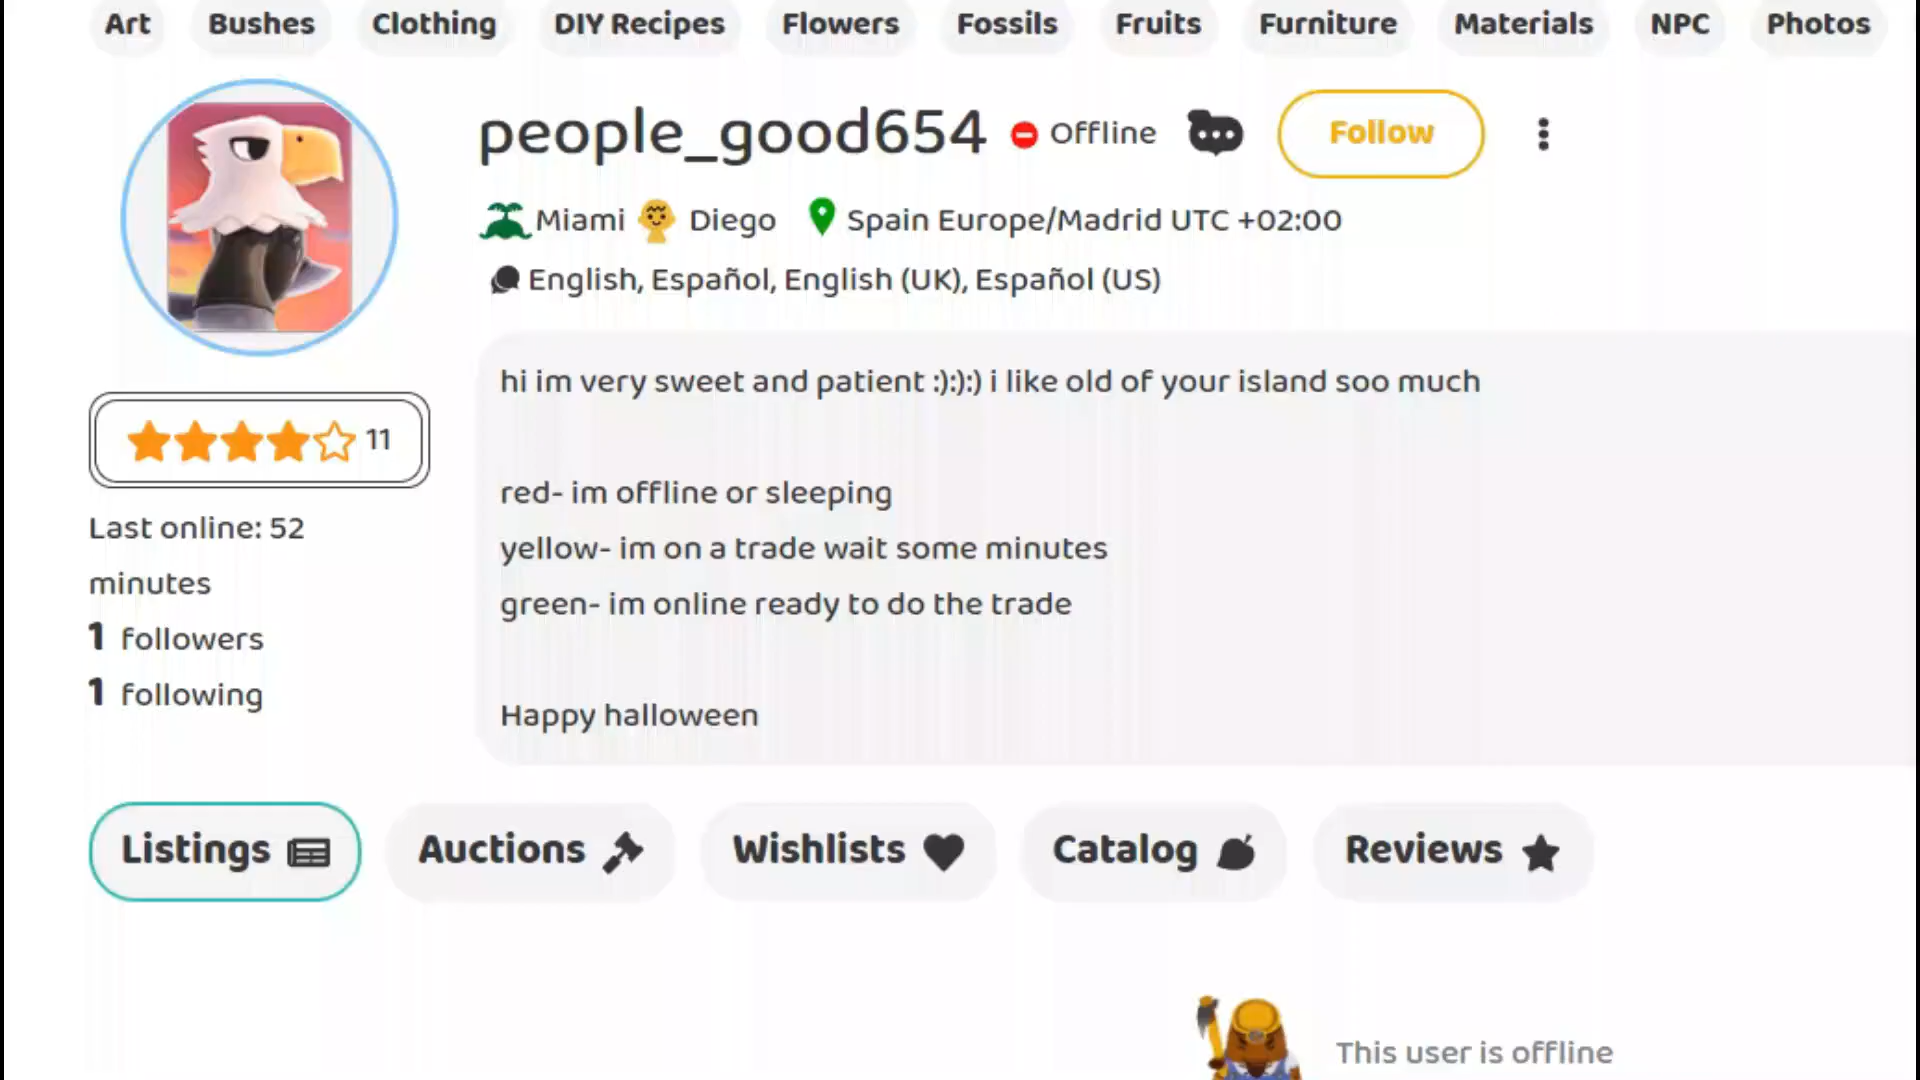 Art Bushes Clothing DIY Recipes Flowers Fossils Fruits Furniture Materials NPC Photos
people_good654 Offline Follow
Miami Diego Spain Europe/Madrid UTC +02:00
English, Español, English (UK), Español (US)
hi im very sweet and patient :):):) i like old of your island soo much
red- im offline or sleeping
yellow- im on a trade wait some minutes
green- im online ready to do the trade
Happy halloween
11
Last online: 52
minutes
1 followers
1 following
Listings Auctions Wishlists Catalog Reviews
This user is offline